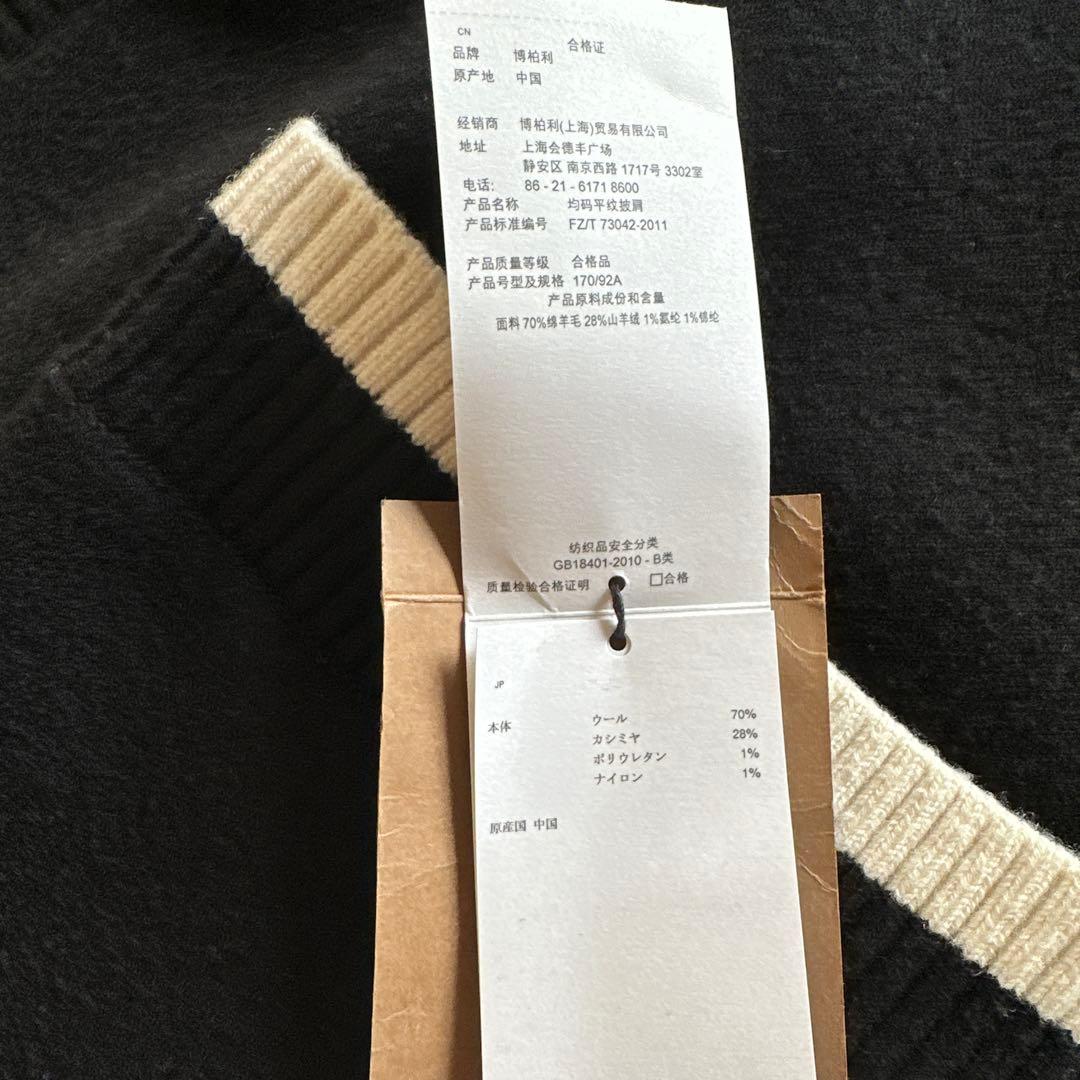 CN
合格证
品牌 博柏利
原产地 中国
经销商 博柏利(上海)贸易有限公司
地址 上海会德丰广场
静安区 南京西路 1717号 3302室
电话: 86 - 21 - 6171 8600
产品名称 均码平纹披肩
产品标准编号 FZ/T 73042-2011
产品质量等级 合格品
产品号型及规格 170/92A
产品原料成份和含量
面料 70%绵羊毛 28%山羊绒 1%氨纶 1%锦纶
纺织品安全分类
GB18401-2010 - B类
质量检验合格证明 □合格
JP
本体 ウール 70%
カシミヤ 28%
ポリウレタン 1%
ナイロン 1%
原産国 中国